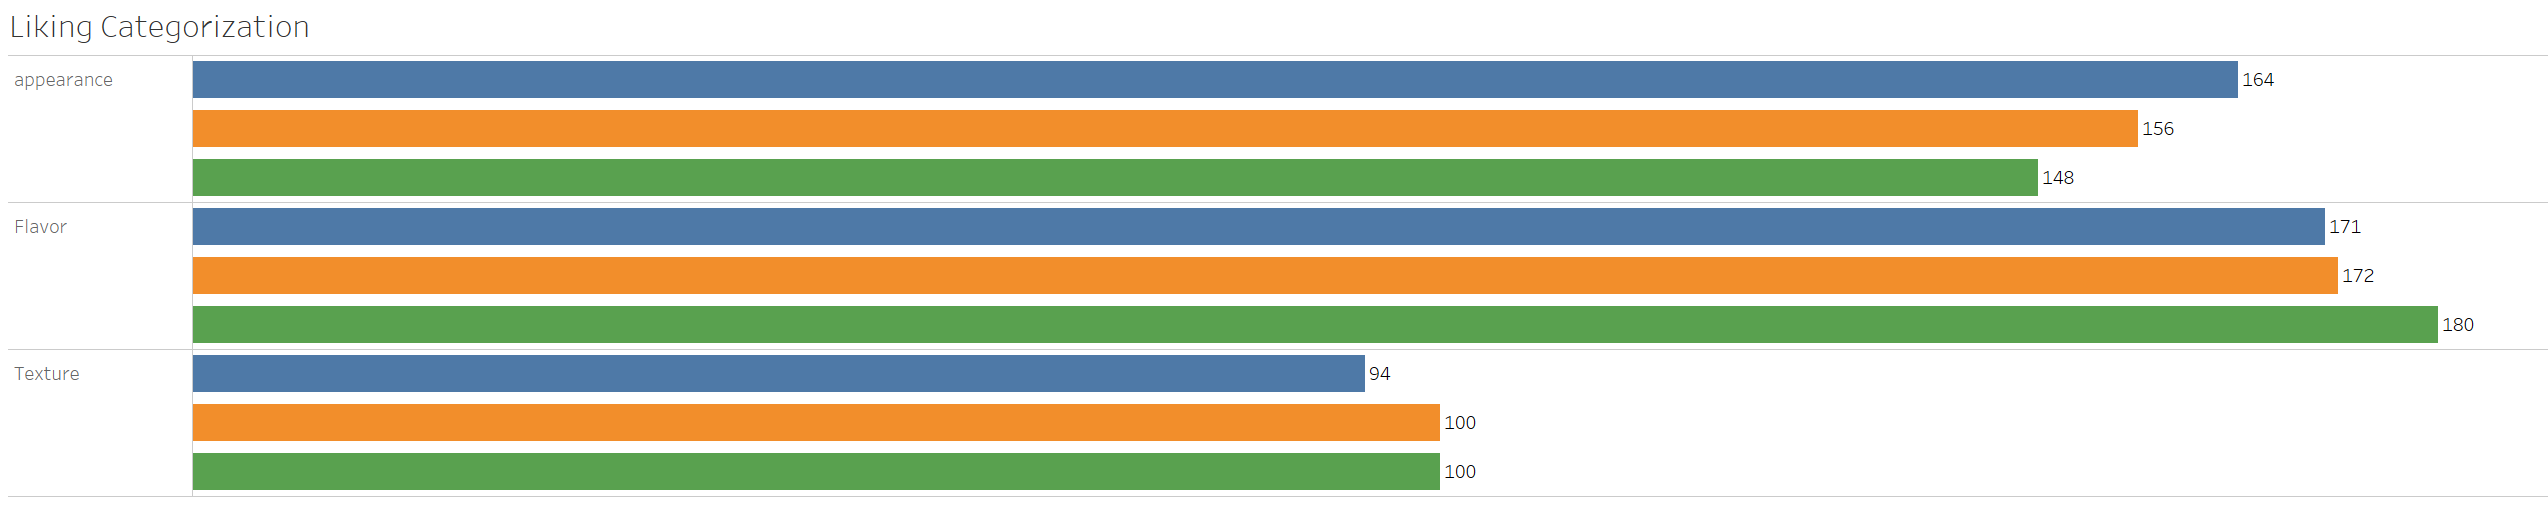 Liking Categorization
appearance
164
156
148
Flavor
171
172
180
Texture
94
100
100